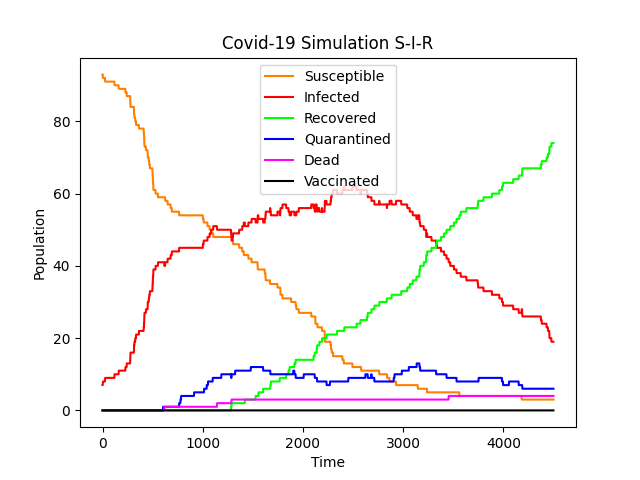 Covid-19 Simulation S-I-R
Susceptible
Infected
Recovered
Quarantined
Dead
Vaccinated
Population
80
60
40
20
0
0 1000 2000 3000 4000
Time